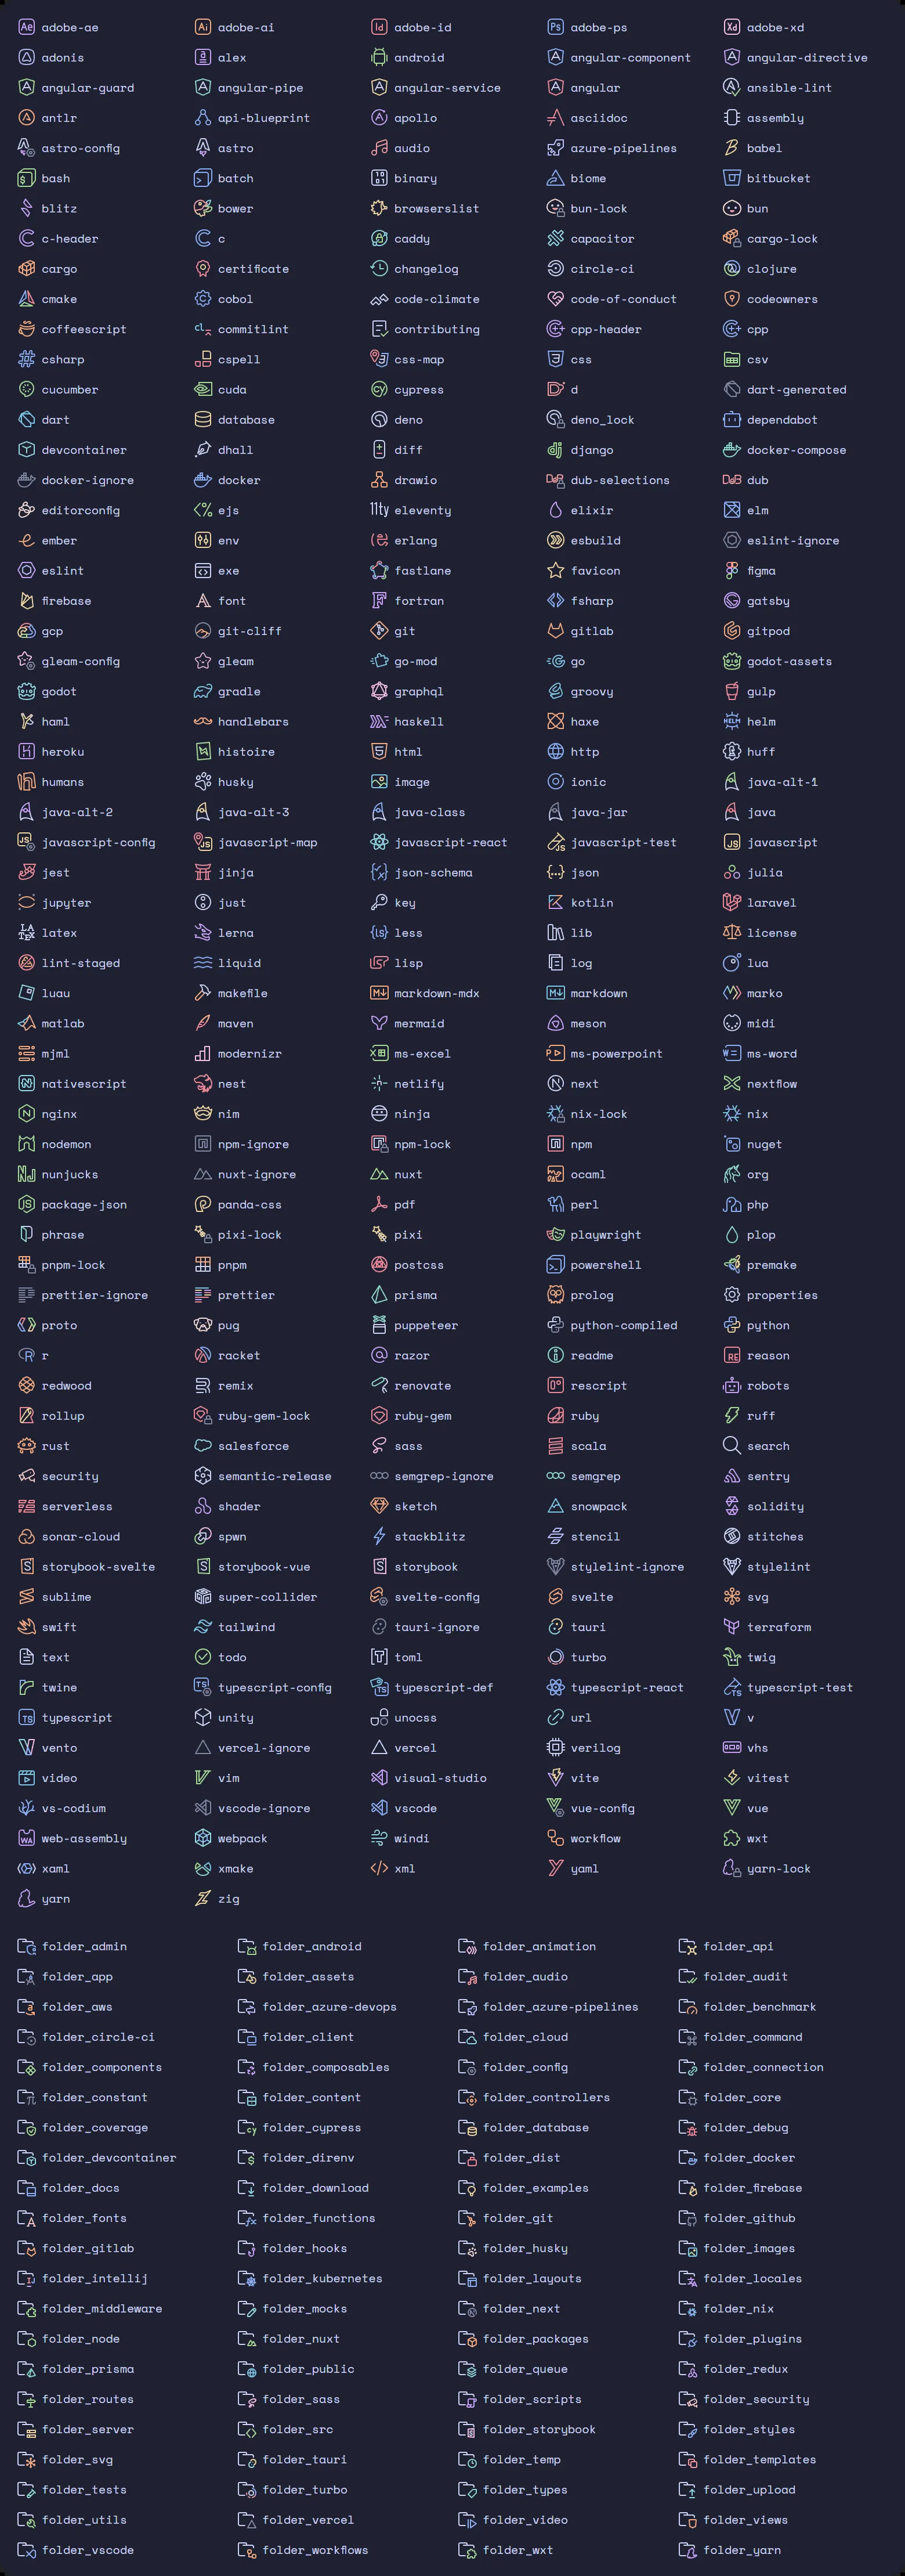 adobe-ae adobe-ai adobe-id adobe-ps adobe-xd
adonis alex android angular-component angular-directive
angular-guard angular-pipe angular-service angular ansible-lint
antlr api-blueprint apollo asciidoc assembly
astro-config astro audio azure-pipelines babel
bash batch binary biome bitbucket
blitz bower browserslist bun-lock bun
c-header c caddy capacitor cargo-lock
cargo certificate changelog circle-ci clojure
cmake cobol code-climate code-of-conduct codeowners
coffeescript commitlint contributing cpp-header cpp
csharp cspell css-map css csv
cucumber cuda cypress d dart-generated
dart database deno deno_lock dependabot
devcontainer dhall diff django docker-compose
docker-ignore docker drawio dub-selections dub
editorconfig ejs eleventy elixir elm
ember env erlang esbuild eslint-ignore
eslint exe fastlane favicon figma
firebase font fortran fsharp gatsby
gcp git-cliff git gitlab gitpod
gleam-config gleam go-mod go godot-assets
godot gradle graphql groovy gulp
haml handlebars haskell haxe helm
heroku histoire html http huff
humans husky image ionic java-alt-1
java-alt-2 java-alt-3 java-class java-jar java
javascript-config javascript-map javascript-react javascript-test javascript
jest jinja json-schema json julia
jupyter just key kotlin laravel
latex lerna less lib license
lint-staged liquid lisp log lua
luau makefile markdown-mdx markdown marko
matlab maven mermaid meson midi
mjml modernizr ms-excel ms-powerpoint ms-word
nativescript nest netlify next nextflow
nginx nim ninja nix-lock nix
nodemon npm-ignore npm-lock npm nuget
nunjucks nuxt-ignore nuxt ocaml org
package-json panda-css pdf perl php
phrase pixi-lock pixi playwright plop
pnpm-lock pnpm postcss powershell premake
prettier-ignore prettier prisma prolog properties
proto pug puppeteer python-compiled python
r racket razor readme reason
redwood remix renovate rescript robots
rollup ruby-gem-lock ruby-gem ruby ruff
rust salesforce sass scala search
security semantic-release semgrep-ignore semgrep sentry
serverless shader sketch snowpack solidity
sonar-cloud spwn stackblitz stencil stitches
storybook-svelte storybook-vue storybook stylelint-ignore stylelint
sublime super-collider svelte-config svelte svg
swift tailwind tauri-ignore tauri terraform
text todo toml turbo twig
twine typescript-config typescript-def typescript-react typescript-test
typescript unity unocss url v
vento vercel-ignore vercel verilog vhs
video vim visual-studio vite vitest
vs-codium vscode-ignore vscode vue-config vue
web-assembly webpack windi workflow wxt
xaml xmake xml yaml yarn-lock
yarn zig
folder_admin folder_android folder_animation folder_api
folder_app folder_assets folder_audio folder_audit
folder_aws folder_azure-devops folder_azure-pipelines folder_benchmark
folder_circle-ci folder_client folder_cloud folder_command
folder_components folder_composables folder_config folder_connection
folder_constant folder_content folder_controllers folder_core
folder_coverage folder_cypress folder_database folder_debug
folder_devcontainer folder_direnv folder_dist folder_docker
folder_docs folder_download folder_examples folder_firebase
folder_fonts folder_functions folder_git folder_github
folder_gitlab folder_hooks folder_husky folder_images
folder_intellij folder_kubernetes folder_layouts folder_locales
folder_middleware folder_mocks folder_next folder_nix
folder_node folder_nuxt folder_packages folder_plugins
folder_prisma folder_public folder_queue folder_redux
folder_routes folder_sass folder_scripts folder_security
folder_server folder_src folder_storybook folder_styles
folder_svg folder_tauri folder_temp folder_templates
folder_tests folder_turbo folder_types folder_upload
folder_utils folder_vercel folder_video folder_views
folder_vscode folder_workflows folder_wxt folder_yarn